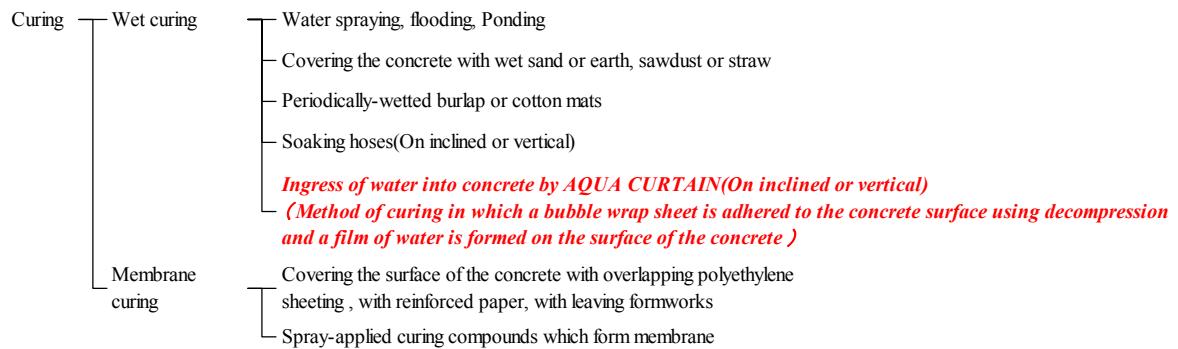 Curing
Wet curing
Water spraying, flooding, Ponding
Covering the concrete with wet sand or earth, sawdust or straw
Periodically-wetted burlap or cotton mats
Soaking hoses(On inclined or vertical)
Ingress of water into concrete by AQUA CURTAIN(On inclined or vertical)
（Method of curing in which a bubble wrap sheet is adhered to the concrete surface using decompression
and a film of water is formed on the surface of the concrete）
Membrane
curing
Covering the surface of the concrete with overlapping polyethylene
sheeting , with reinforced paper, with leaving formworks
Spray-applied curing compounds which form membrane